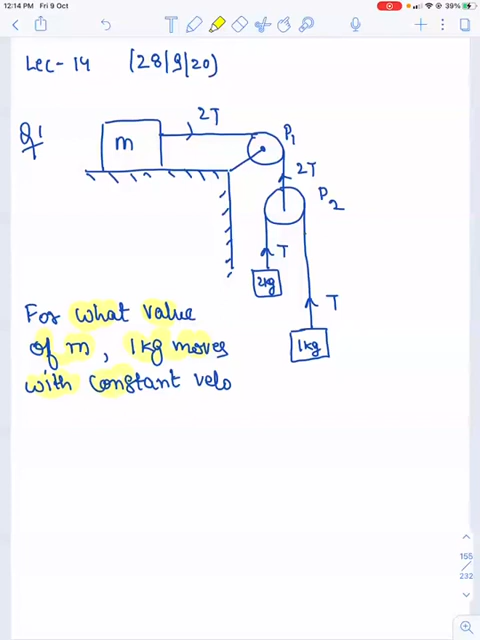 12:14 PM Fri 9 Oct
39%
Lec-14 (28/9/20)
Q1
2T
P1
m
2T
P2
T
2kg
T
1kg
For what value
of m, 1kg moves
with constant velo
155
232